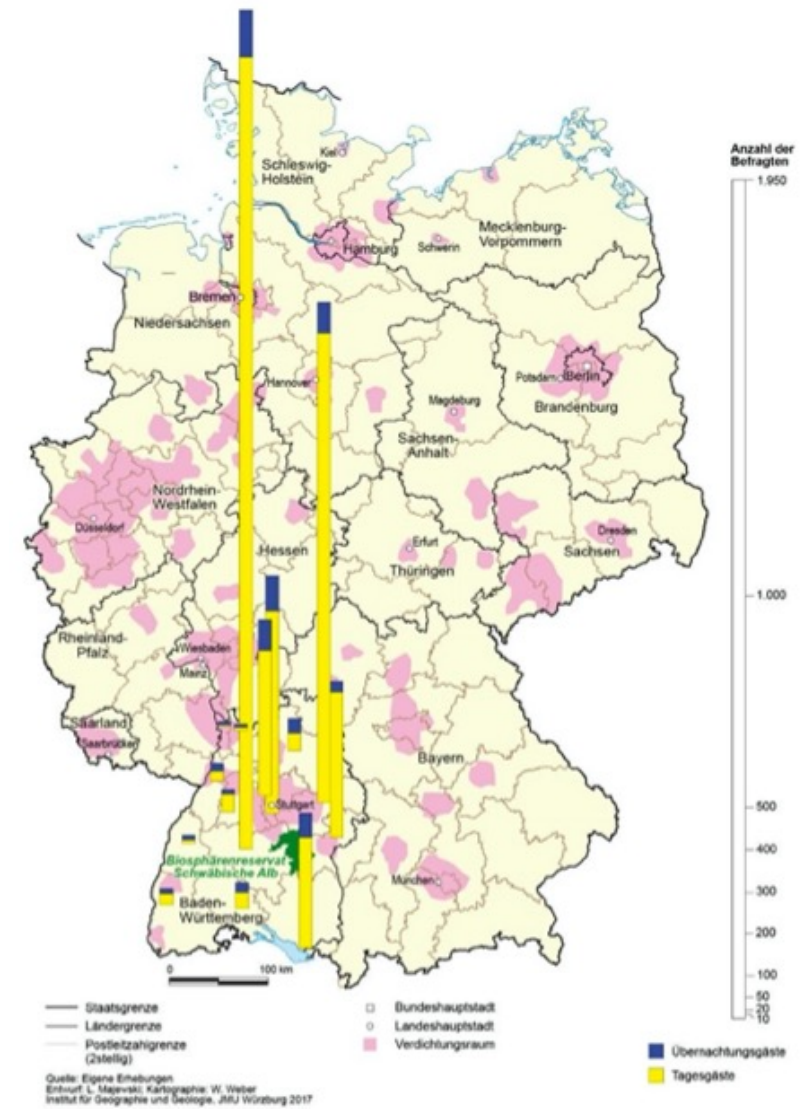 Anzahl der
Befragten
1.950
Kiel
Schleswig-
Holstein
Hamburg
Schwerin
Mecklenburg-
Vorpommern
Bremen
Niedersachsen
Hannover
Potsdam
Berlin
Brandenburg
Magdeburg
Sachsen-
Anhalt
Nordrhein-
Westfalen
Düsseldorf
Hessen
Erfurt
Thüringen
Dresden
Sachsen
1.000
Rheinland-
Pfalz
Wiesbaden
Mainz
Saarland
Saarbrücken
Bayern
Stuttgart
500
400
300
200
100
50
20
10
Biosphärenreservat
Schwäbische Alb
München
Baden-
Württemberg
0 100 km
Staatsgrenze
Ländergrenze
Postleitzahlgrenze
(2stellig)
Bundeshauptstadt
Landeshauptstadt
Verdichtungsraum
Übernachtungsgäste
Tagesgäste
Quelle: Eigene Erhebungen
Entwurf: L. Majewski; Kartographie: W. Weber
Institut für Geographie und Geologie, JMU Würzburg 2017